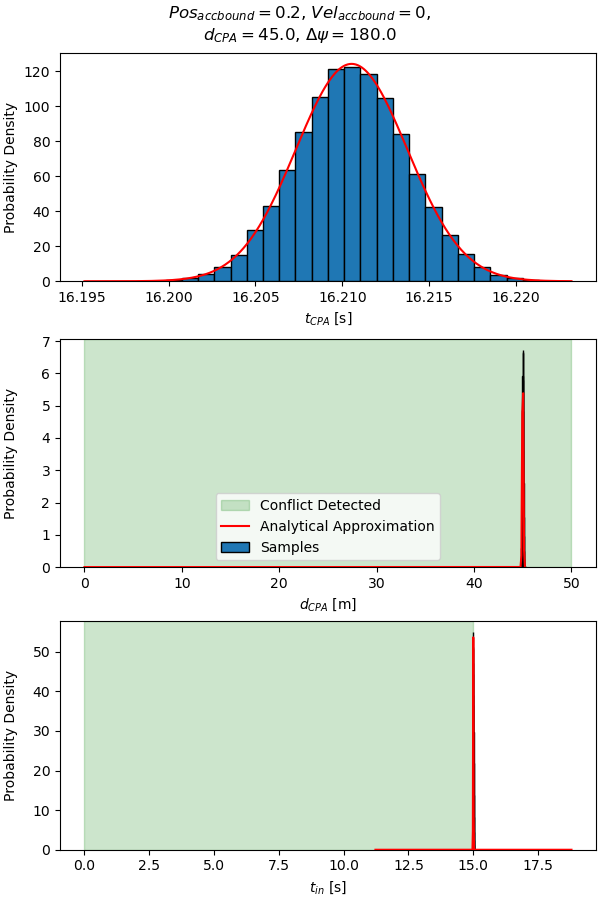 Pos_accbound = 0.2, Vel_accbound = 0,
d_CPA = 45.0, Δψ = 180.0
Probability Density
120
100
80
60
40
20
0
16.195 16.200 16.205 16.210 16.215 16.220
t_CPA [s]
Probability Density
7
6
5
4
3
2
1
0
Conflict Detected
Analytical Approximation
Samples
0 10 20 30 40 50
d_CPA [m]
Probability Density
50
40
30
20
10
0
0.0 2.5 5.0 7.5 10.0 12.5 15.0 17.5
t_in [s]